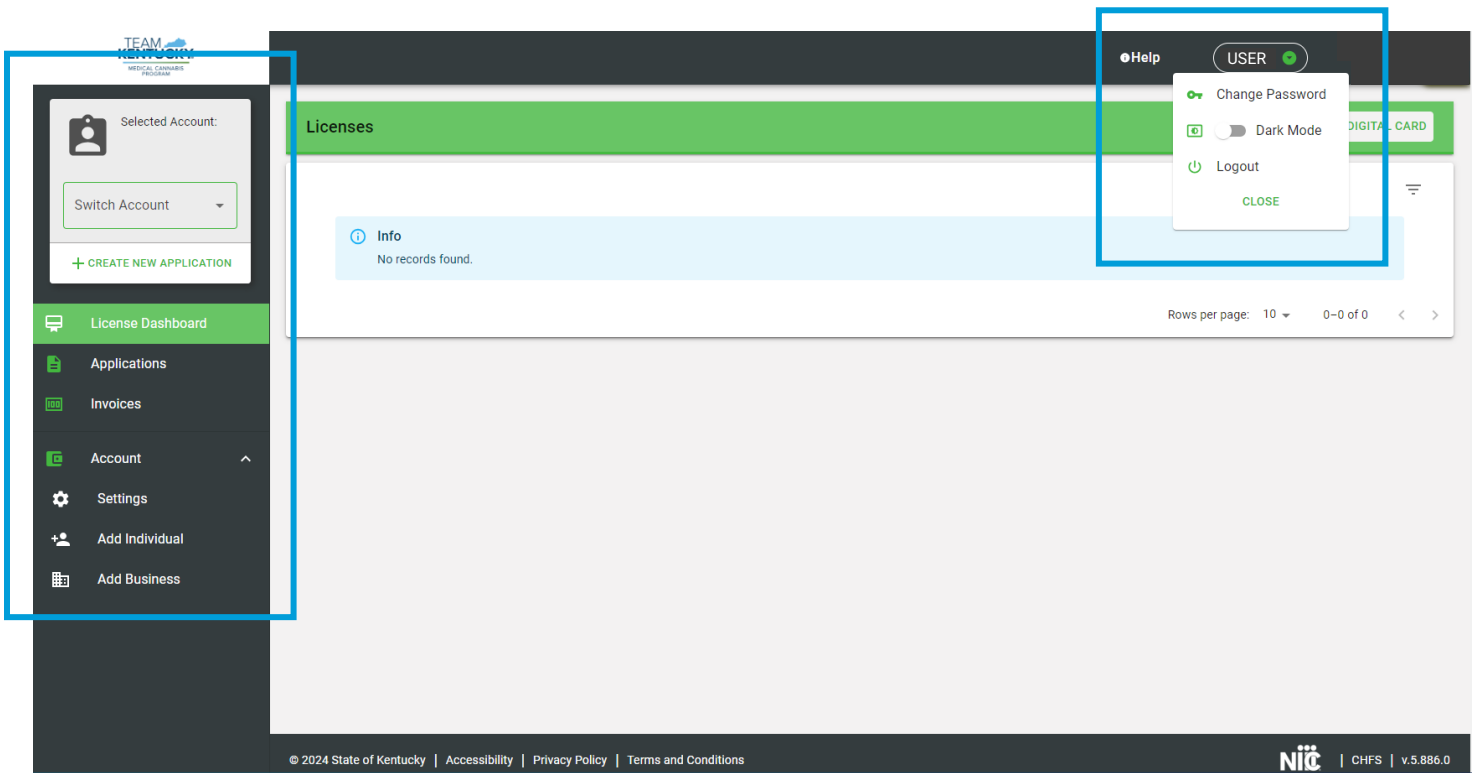 TEAM
KENTUCKY
MEDICAL CANNABIS
PROGRAM
Help
USER
Change Password
Dark Mode
Logout
CLOSE
Selected Account:
Switch Account
+ CREATE NEW APPLICATION
License Dashboard
Applications
Invoices
Account
Settings
Add Individual
Add Business
Licenses
DIGITAL CARD
Info
No records found.
Rows per page: 10 0–0 of 0
© 2024 State of Kentucky | Accessibility | Privacy Policy | Terms and Conditions
NIC | CHFS | v.5.886.0